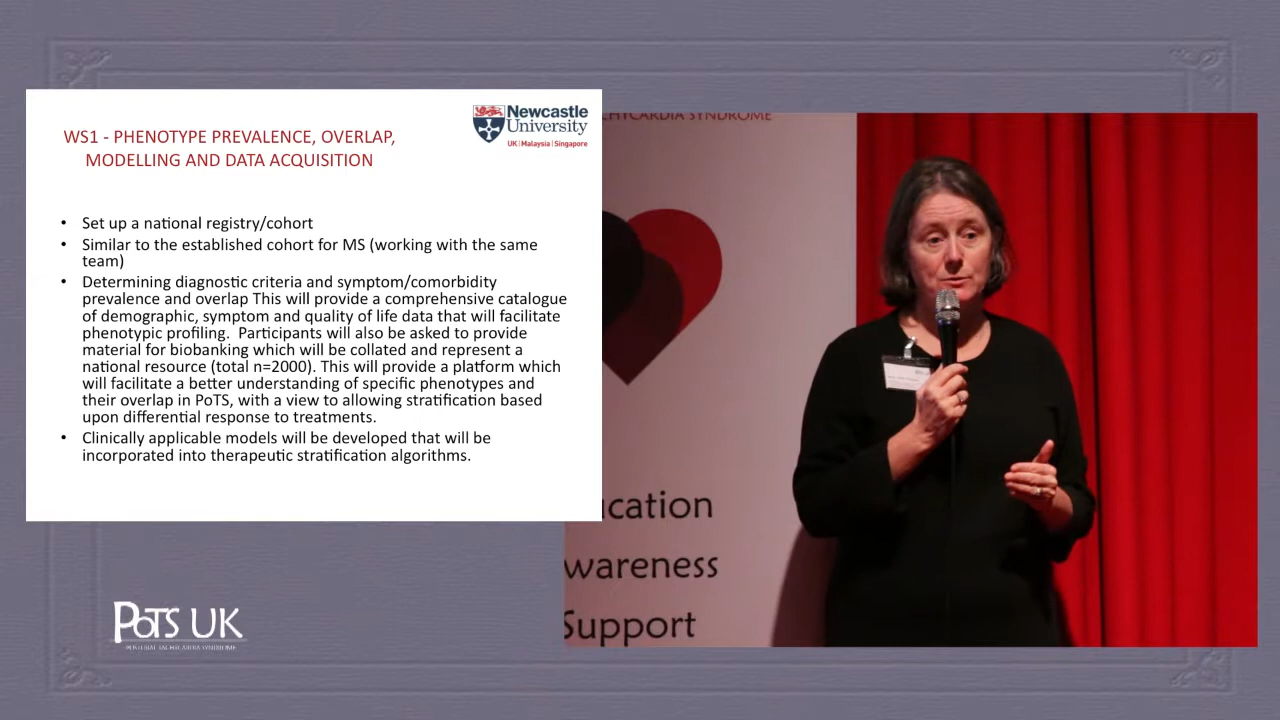 WS1 - PHENOTYPE PREVALENCE, OVERLAP,
MODELLING AND DATA ACQUISITION
Newcastle
University
UK | Malaysia | Singapore
• Set up a national registry/cohort
• Similar to the established cohort for MS (working with the same
team)
• Determining diagnostic criteria and symptom/comorbidity
prevalence and overlap This will provide a comprehensive catalogue
of demographic, symptom and quality of life data that will facilitate
phenotypic profiling.  Participants will also be asked to provide
material for biobanking which will be collated and represent a
national resource (total n=2000). This will provide a platform which
will facilitate a better understanding of specific phenotypes and
their overlap in PoTS, with a view to allowing stratification based
upon differential response to treatments.
• Clinically applicable models will be developed that will be
incorporated into therapeutic stratification algorithms.
HYCARDIA SYNDROME
ucation
wareness
Support
PoTS UK
POSTURAL TACHYCARDIA SYNDROME